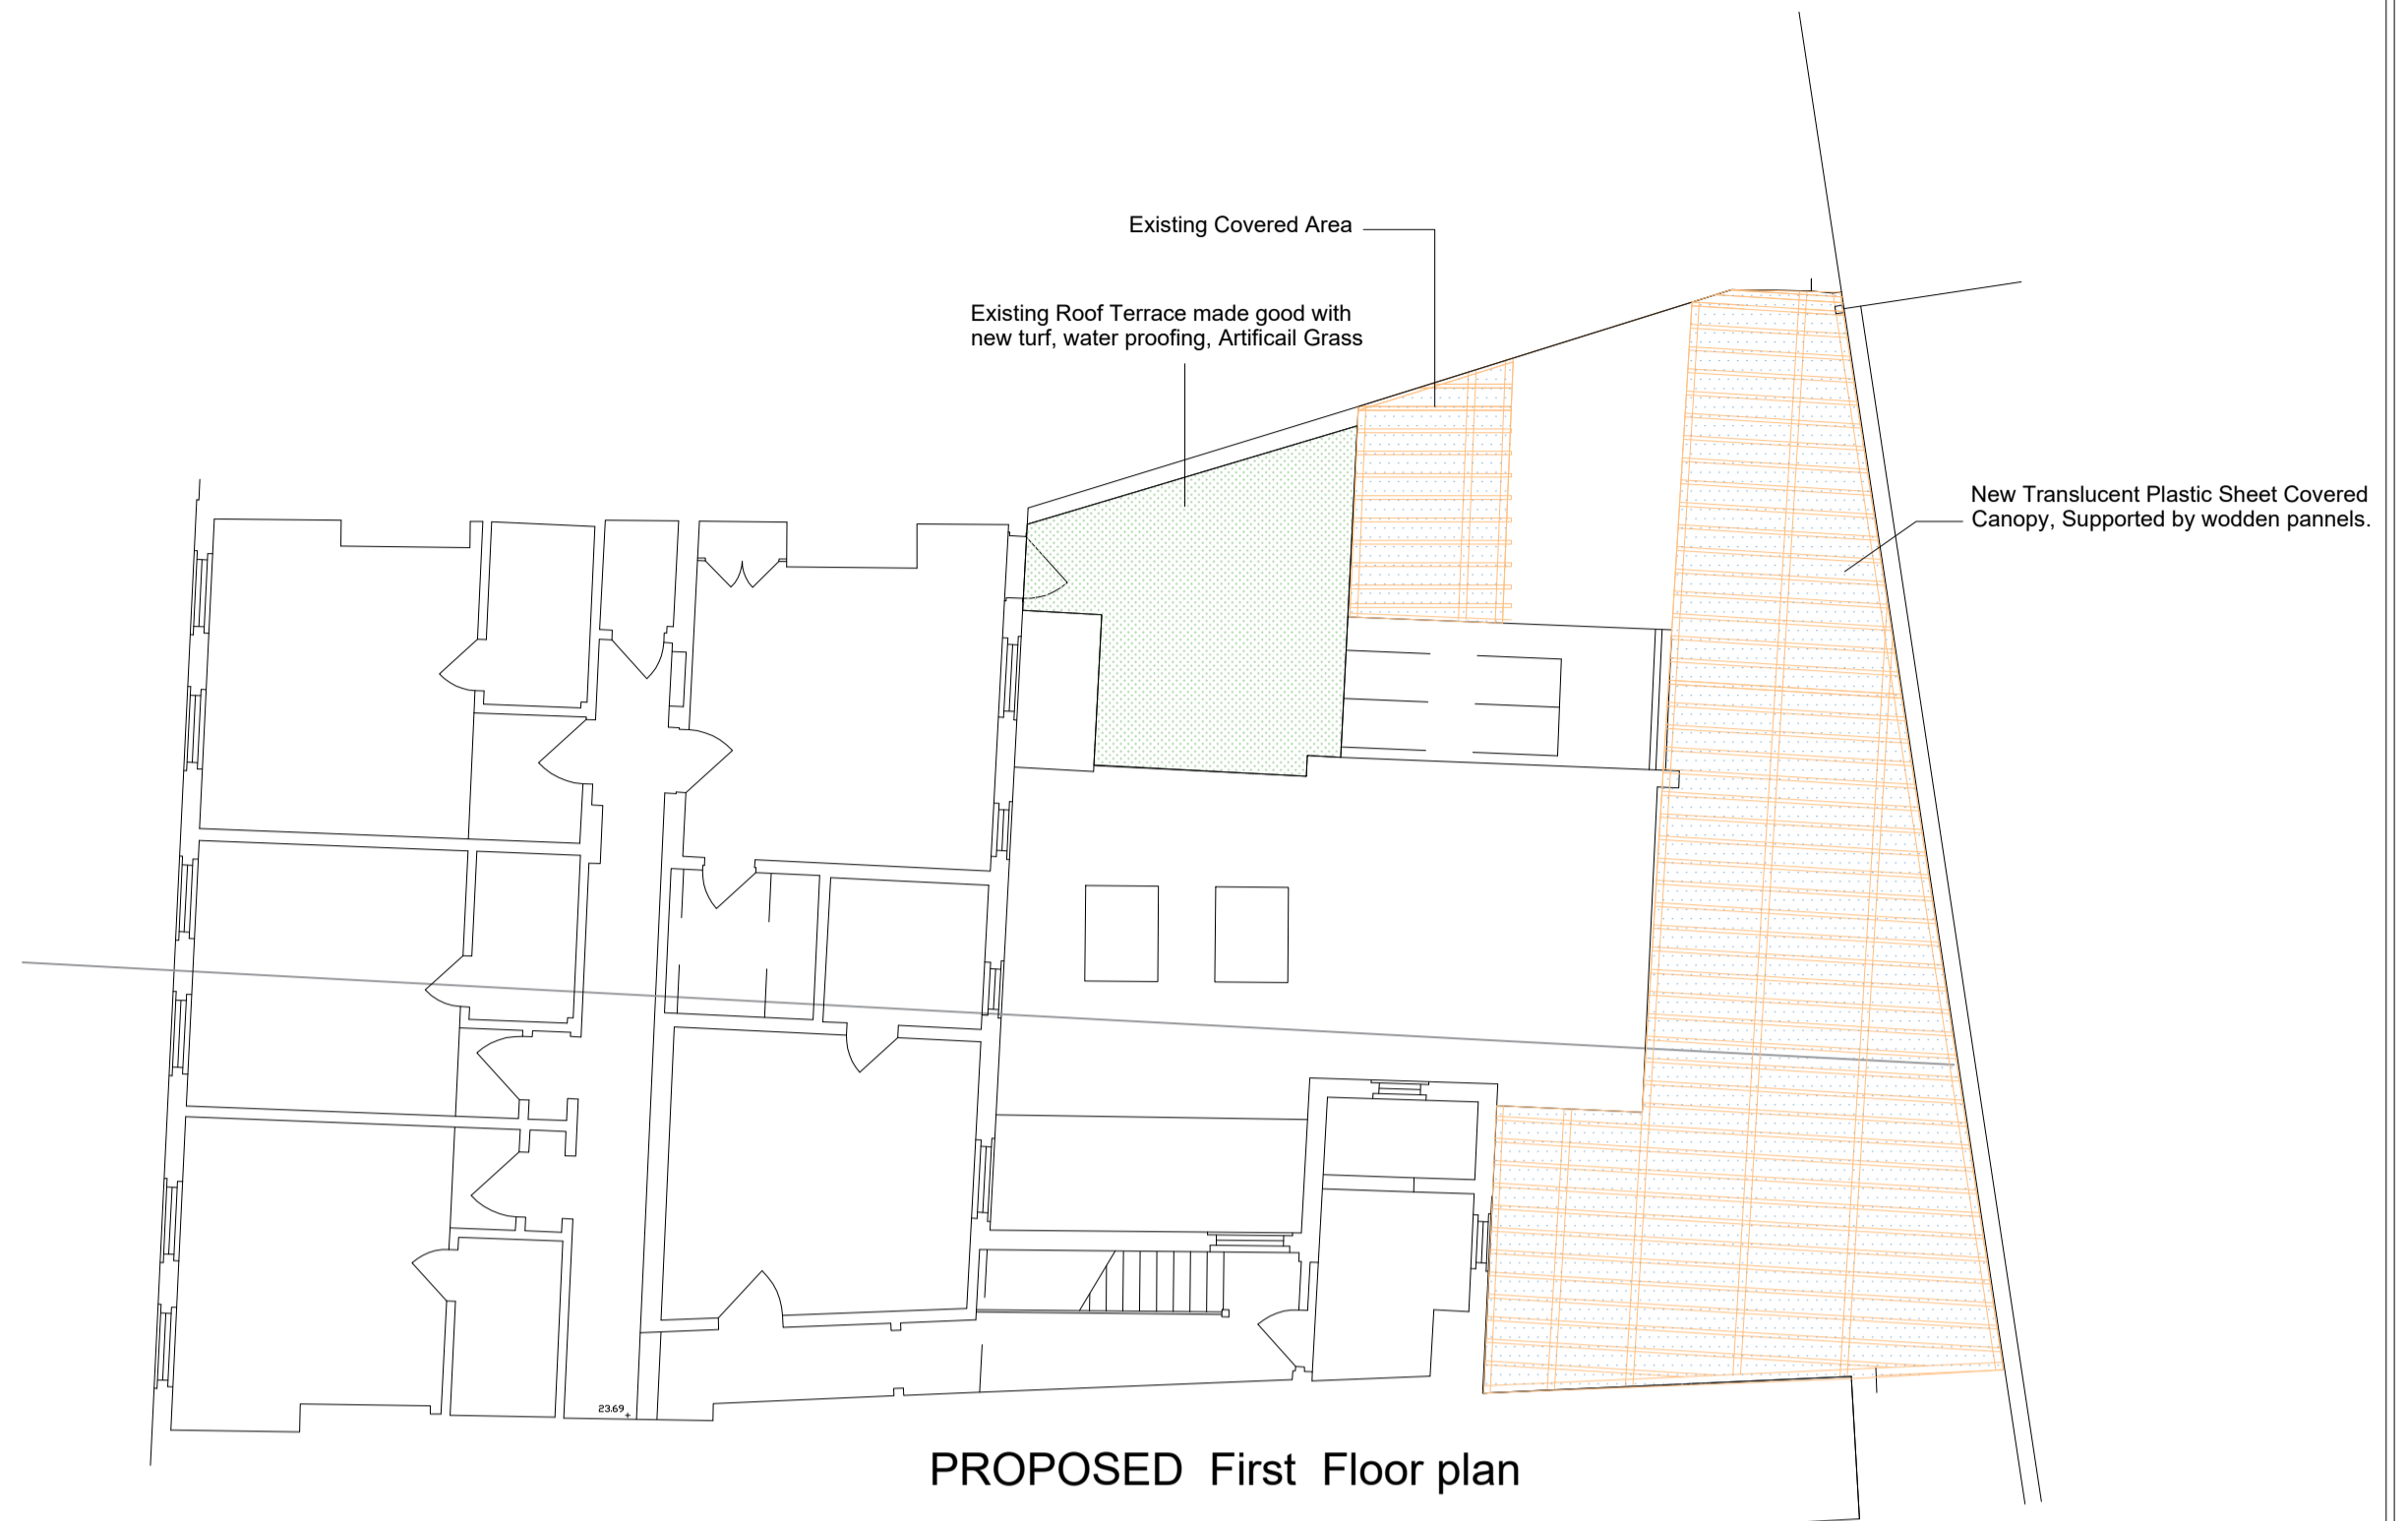 Existing Covered Area
Existing Roof Terrace made good with
new turf, water proofing, Artificail Grass
New Translucent Plastic Sheet Covered
Canopy, Supported by wodden pannels.
23.69
PROPOSED First Floor plan